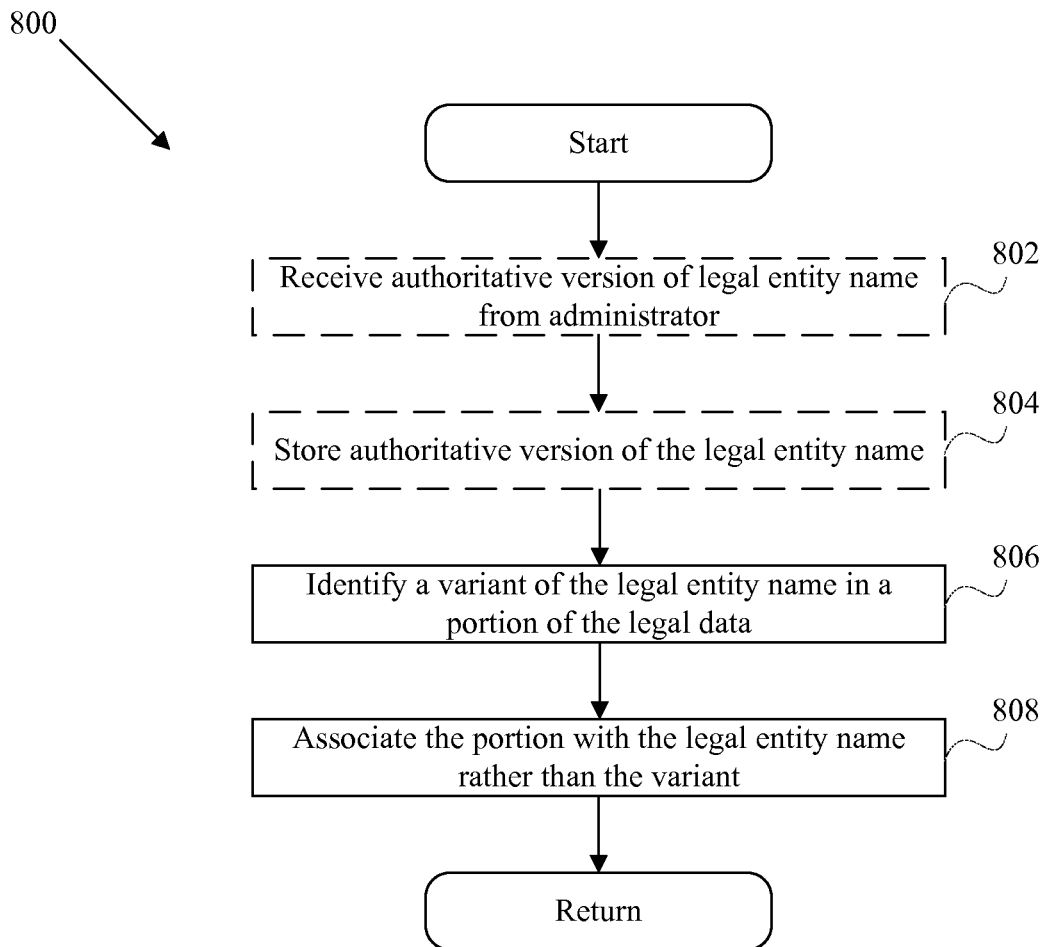 800
Start
802
Receive authoritative version of legal entity name
from administrator
804
Store authoritative version of the legal entity name
806
Identify a variant of the legal entity name in a
portion of the legal data
808
Associate the portion with the legal entity name
rather than the variant
Return